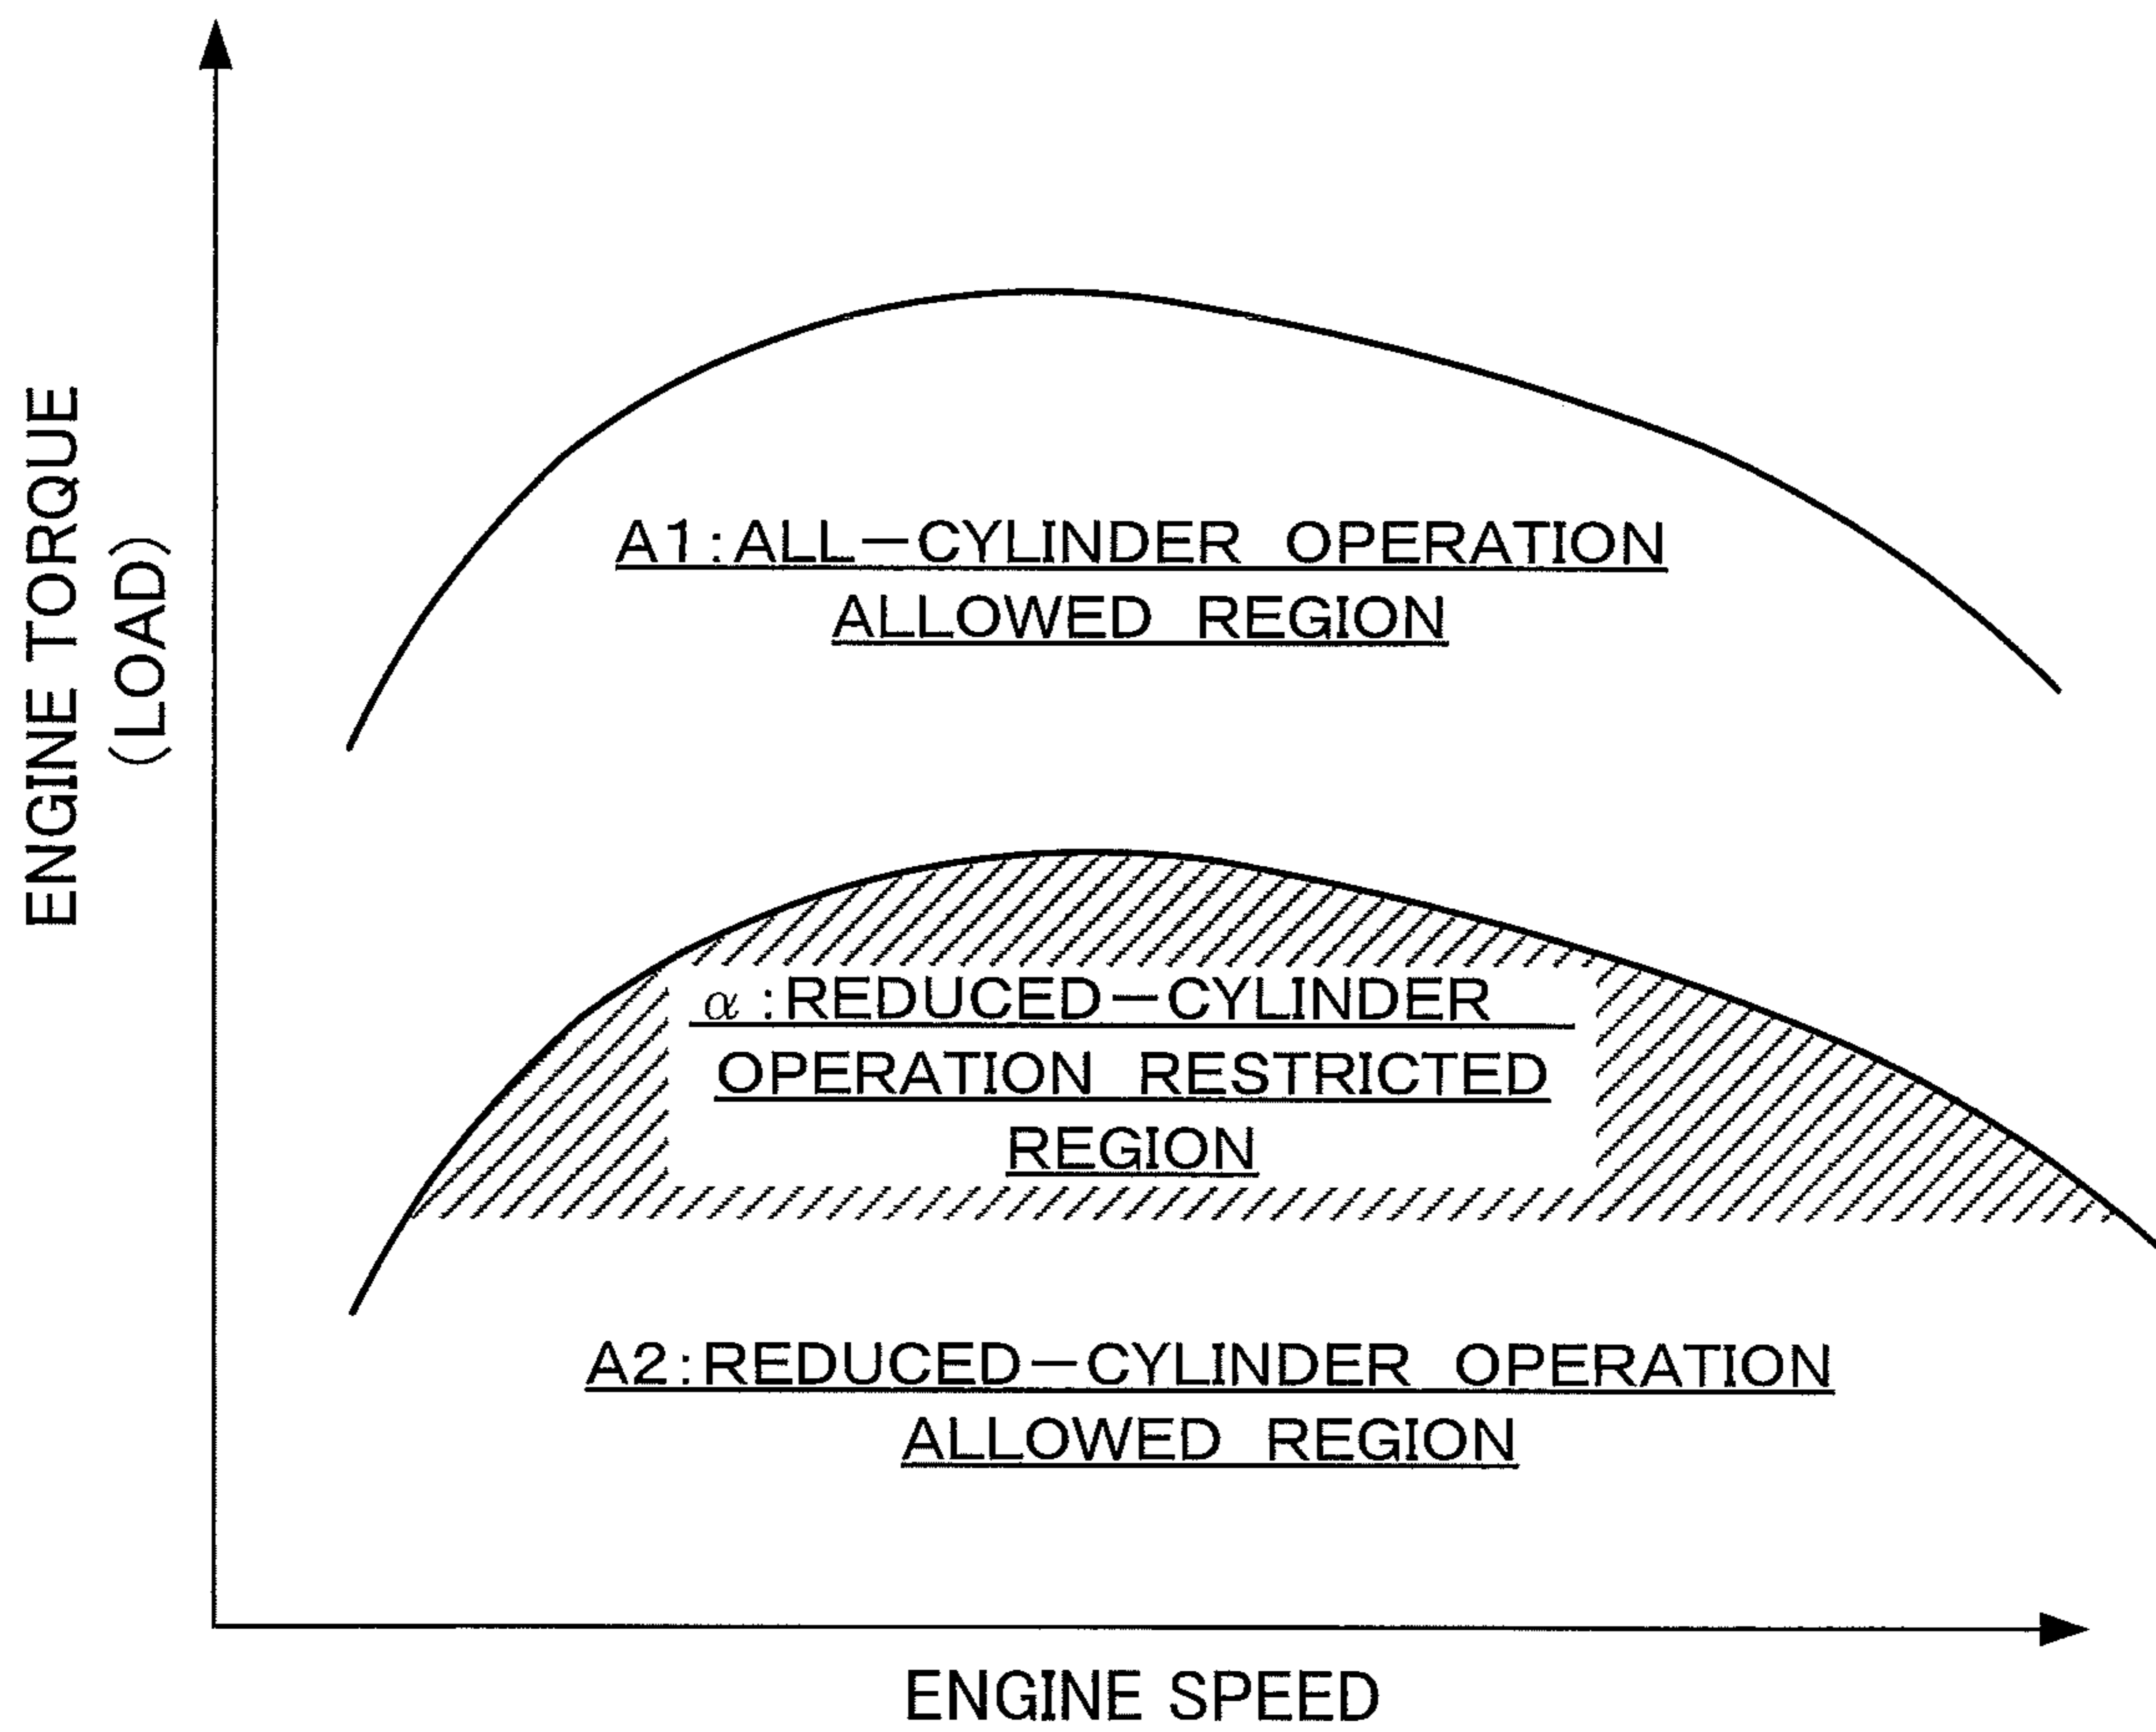 ENGINE TORQUE
(LOAD)
A1:ALL−CYLINDER OPERATION
ALLOWED REGION
α:REDUCED−CYLINDER
OPERATION RESTRICTED
REGION
A2:REDUCED−CYLINDER OPERATION
ALLOWED REGION
ENGINE SPEED